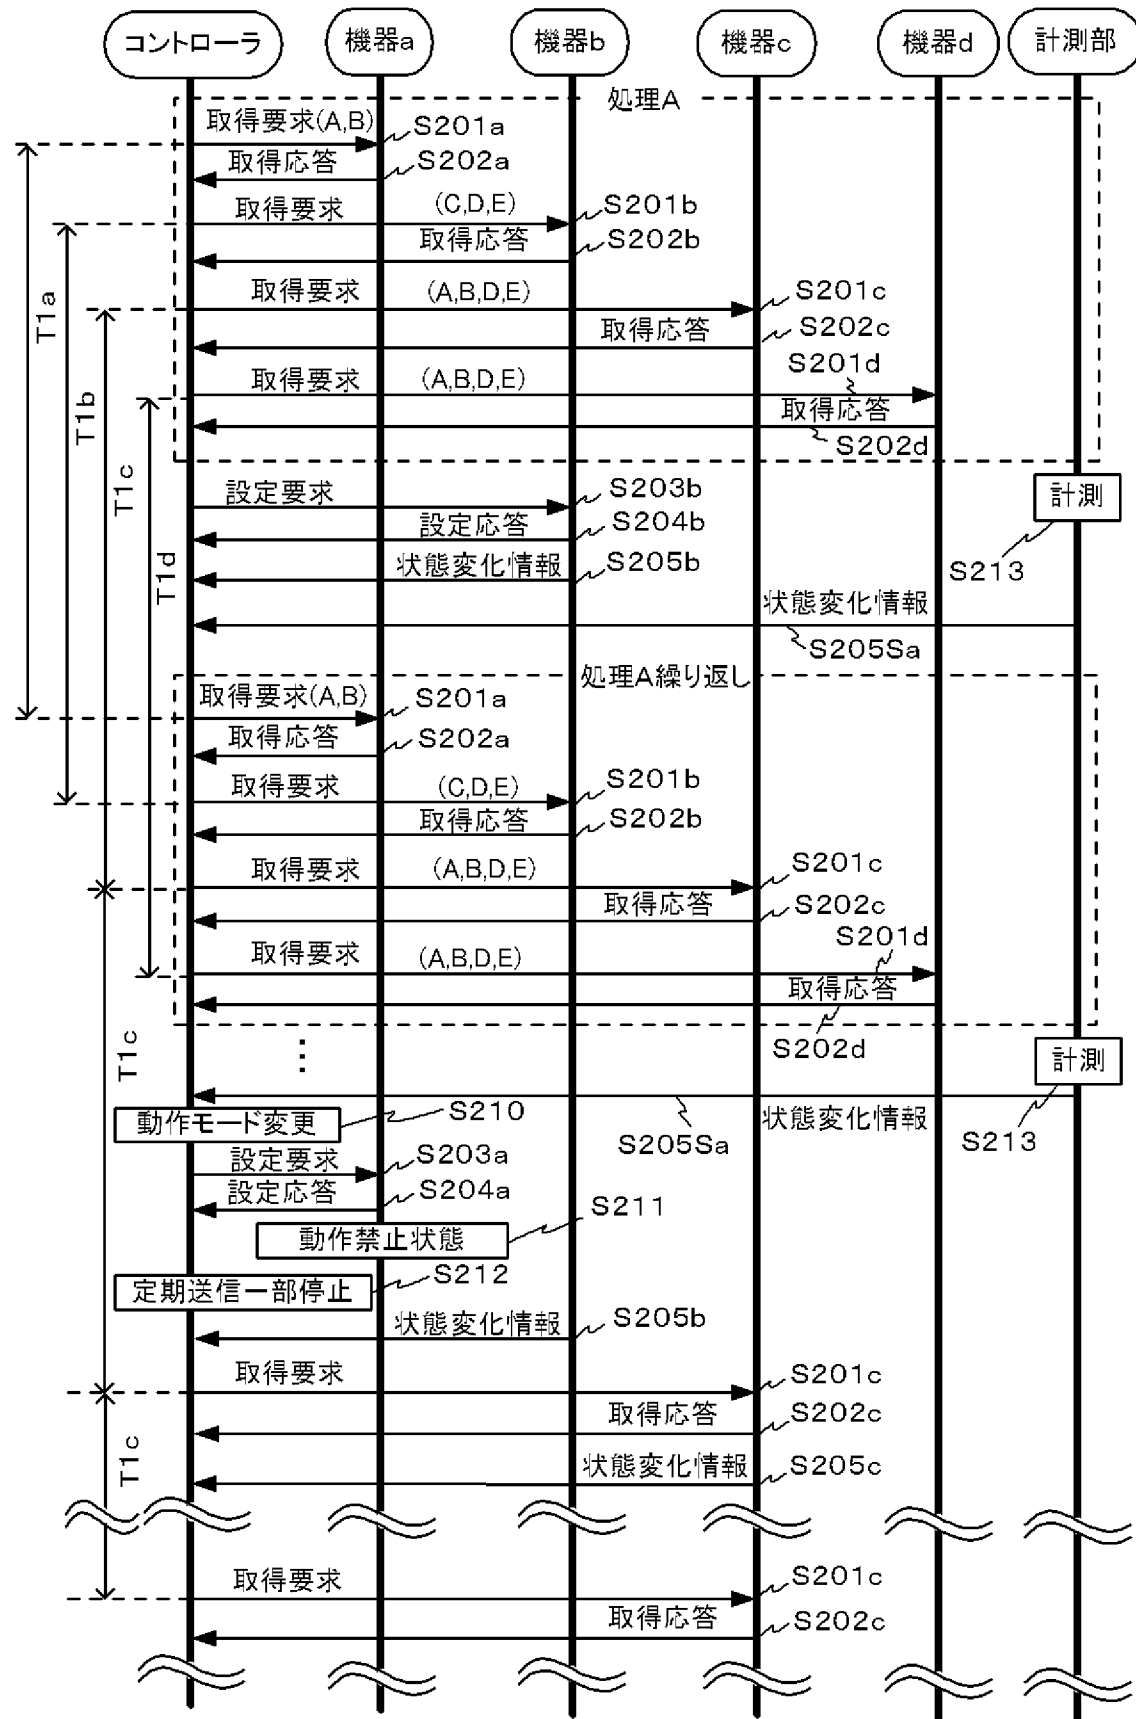 コントローラ
機器a
機器b
機器c
機器d
計測部
処理A
取得要求(A,B)
S201a
取得応答
S202a
取得要求 (C,D,E)
S201b
取得応答
S202b
取得要求 (A,B,D,E)
S201c
取得応答
S202c
取得要求 (A,B,D,E)
S201d
取得応答
S202d
T1a
T1b
T1c
T1d
設定要求
S203b
計測
設定応答
S204b
状態変化情報
S205b
S213
状態変化情報
S205Sa
処理A繰り返し
取得要求(A,B)
S201a
取得応答
S202a
取得要求 (C,D,E)
S201b
取得応答
S202b
取得要求 (A,B,D,E)
S201c
取得応答
S202c
取得要求 (A,B,D,E)
S201d
取得応答
S202d
T1c
⋮
計測
状態変化情報
S205Sa
S213
動作モード変更
S210
設定要求
S203a
設定応答
S204a
動作禁止状態
S211
定期送信一部停止
S212
状態変化情報
S205b
取得要求
S201c
取得応答
S202c
T1c
状態変化情報
S205c
取得要求
S201c
取得応答
S202c